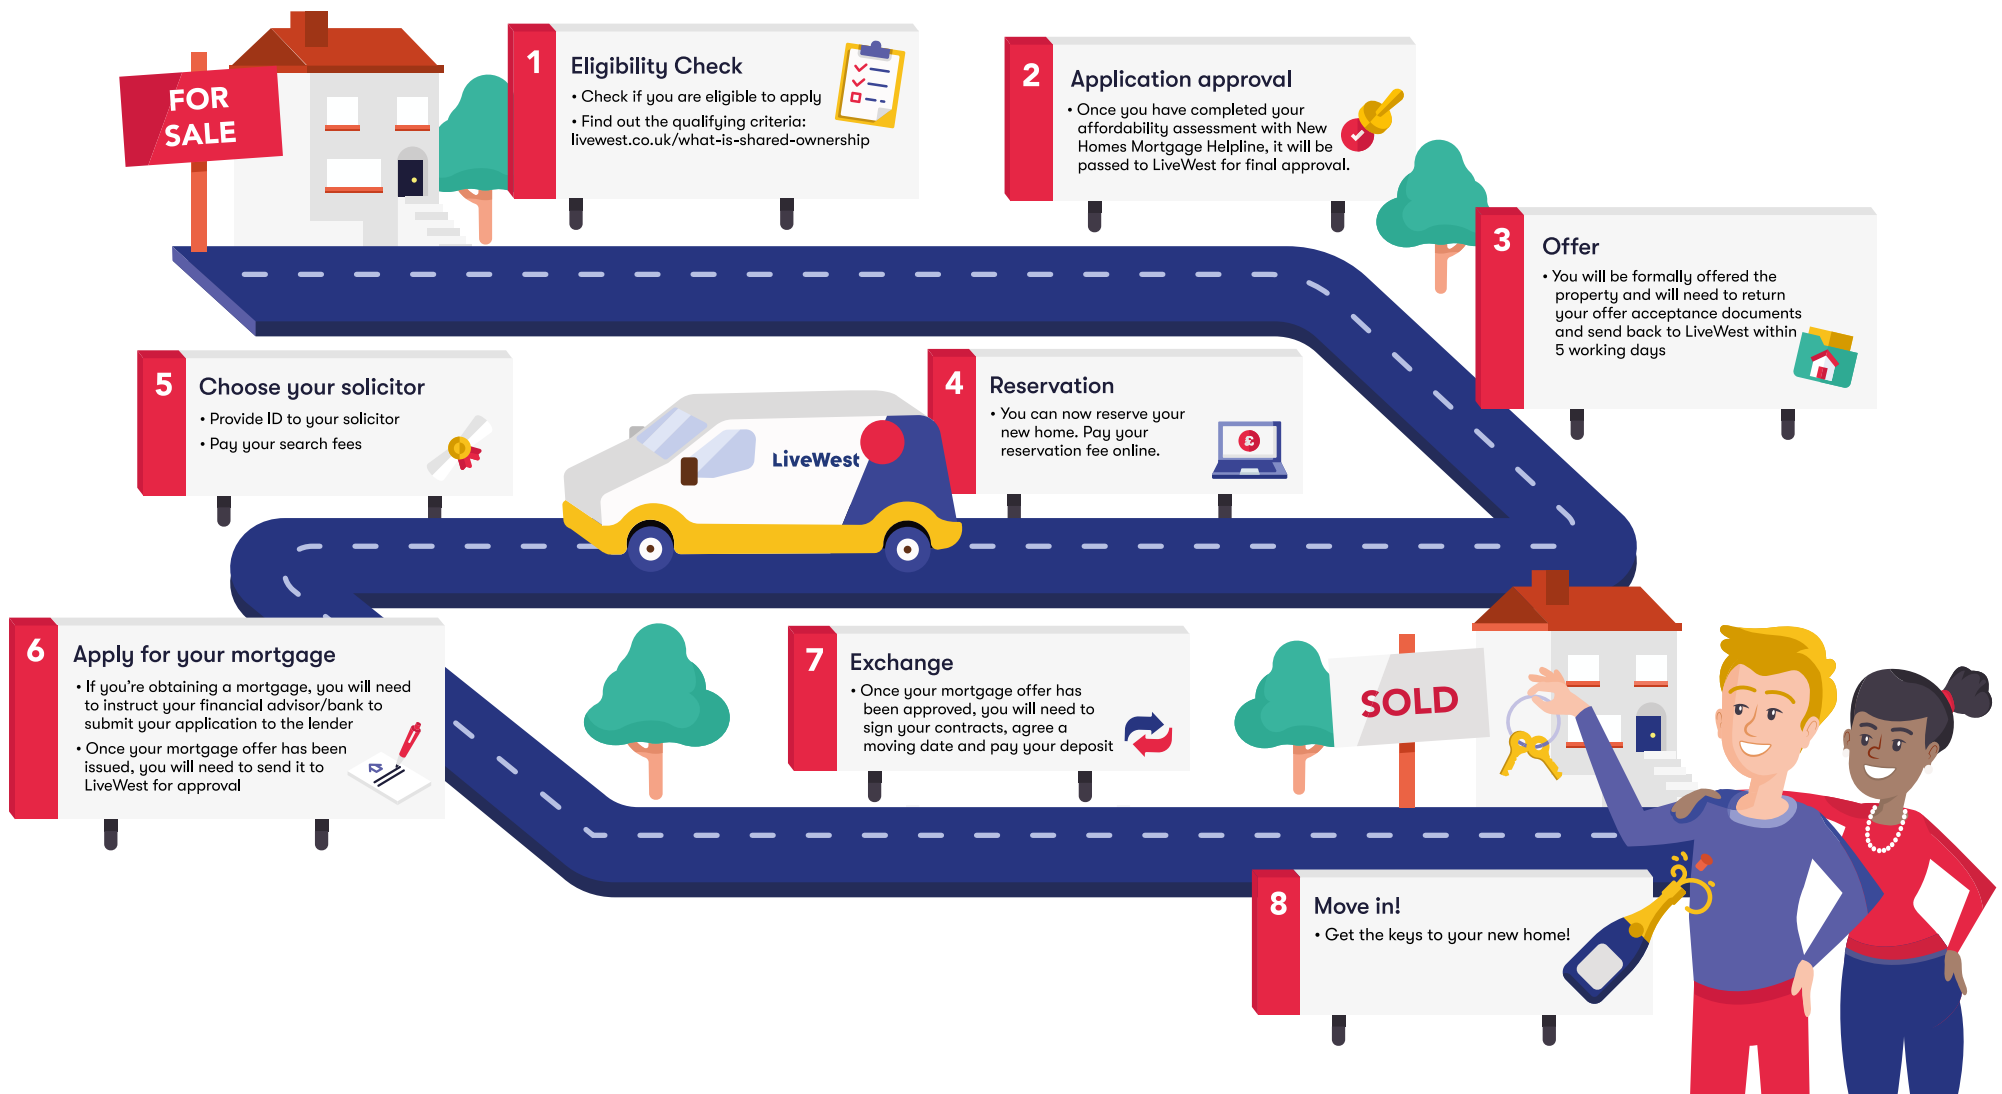 FOR
SALE
1
Eligibility Check
• Check if you are eligible to apply
• Find out the qualifying criteria:
livewest.co.uk/what-is-shared-ownership
2
Application approval
• Once you have completed your
affordability assessment with New
Homes Mortgage Helpline, it will be
passed to LiveWest for final approval.
3
Offer
• You will be formally offered the
property and will need to return
your offer acceptance documents
and send back to LiveWest within
5 working days
4
Reservation
• You can now reserve your
new home. Pay your
reservation fee online.
£
LiveWest
5
Choose your solicitor
• Provide ID to your solicitor
• Pay your search fees
6
Apply for your mortgage
• If you’re obtaining a mortgage, you will need
to instruct your financial advisor/bank to
submit your application to the lender
• Once your mortgage offer has been
issued, you will need to send it to
LiveWest for approval
7
Exchange
• Once your mortgage offer has
been approved, you will need to
sign your contracts, agree a
moving date and pay your deposit
SOLD
8
Move in!
• Get the keys to your new home!